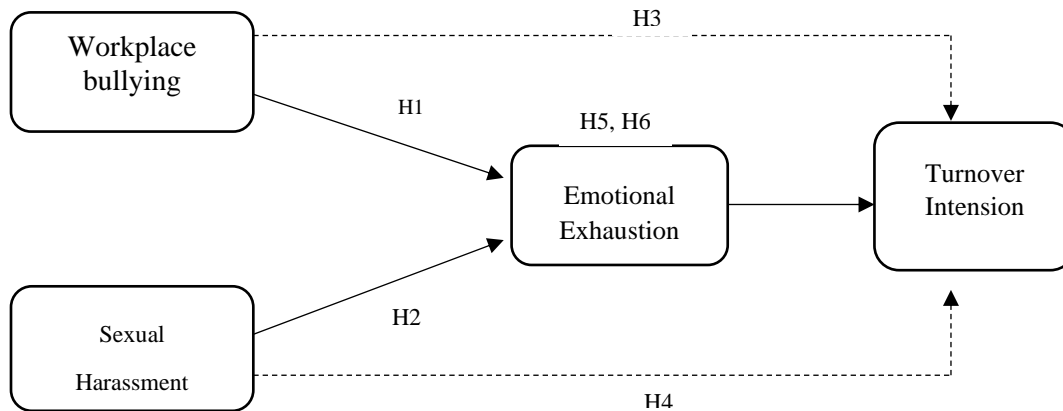 H3
Workplace
bullying
H1
H5, H6
Emotional
Exhaustion
Turnover
Intension
H2
Sexual
Harassment
H4